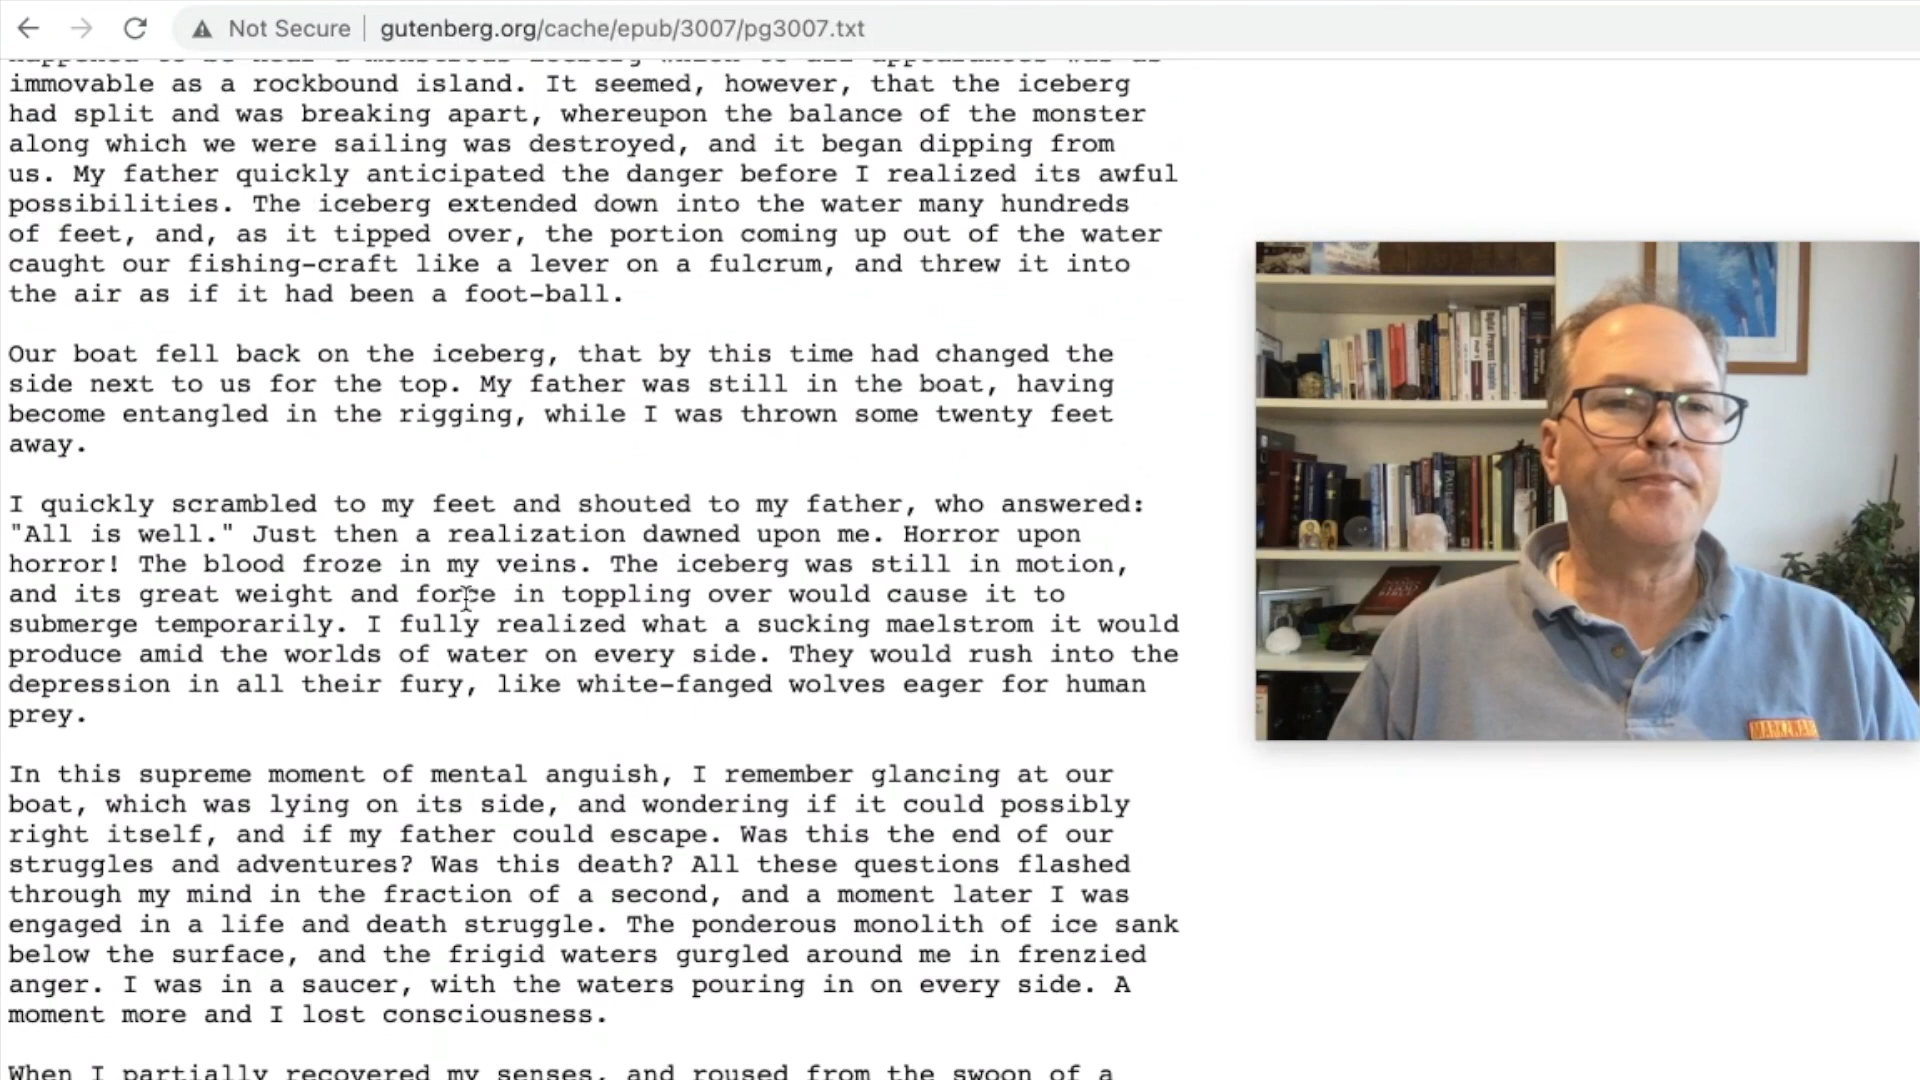 Not Secure gutenberg.org/cache/epub/3007/pg3007.txt
immovable as a rockbound island. It seemed, however, that the iceberg
had split and was breaking apart, whereupon the balance of the monster
along which we were sailing was destroyed, and it began dipping from
us. My father quickly anticipated the danger before I realized its awful
possibilities. The iceberg extended down into the water many hundreds
of feet, and, as it tipped over, the portion coming up out of the water
caught our fishing-craft like a lever on a fulcrum, and threw it into
the air as if it had been a foot-ball.
Our boat fell back on the iceberg, that by this time had changed the
side next to us for the top. My father was still in the boat, having
become entangled in the rigging, while I was thrown some twenty feet
away.
I quickly scrambled to my feet and shouted to my father, who answered:
"All is well." Just then a realization dawned upon me. Horror upon
horror! The blood froze in my veins. The iceberg was still in motion,
and its great weight and force in toppling over would cause it to
submerge temporarily. I fully realized what a sucking maelstrom it would
produce amid the worlds of water on every side. They would rush into the
depression in all their fury, like white-fanged wolves eager for human
prey.
In this supreme moment of mental anguish, I remember glancing at our
boat, which was lying on its side, and wondering if it could possibly
right itself, and if my father could escape. Was this the end of our
struggles and adventures? Was this death? All these questions flashed
through my mind in the fraction of a second, and a moment later I was
engaged in a life and death struggle. The ponderous monolith of ice sank
below the surface, and the frigid waters gurgled around me in frenzied
anger. I was in a saucer, with the waters pouring in on every side. A
moment more and I lost consciousness.
When I partially recovered my senses, and roused from the swoon of a
MARKZWARE